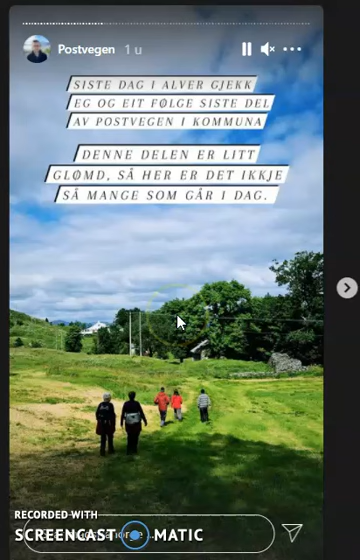 Postvegen 1 u
SISTE DAG I ALVER GJEKK
EG OG EIT FØLGE SISTE DEL
AV POSTVEGEN I KOMMUNA
DENNE DELEN ER LITT
GLØMD, SÅ HER ER DET IKKJE
SÅ MANGE SOM GÅR I DAG.
RECORDED WITH
SCREENCAST MATIC